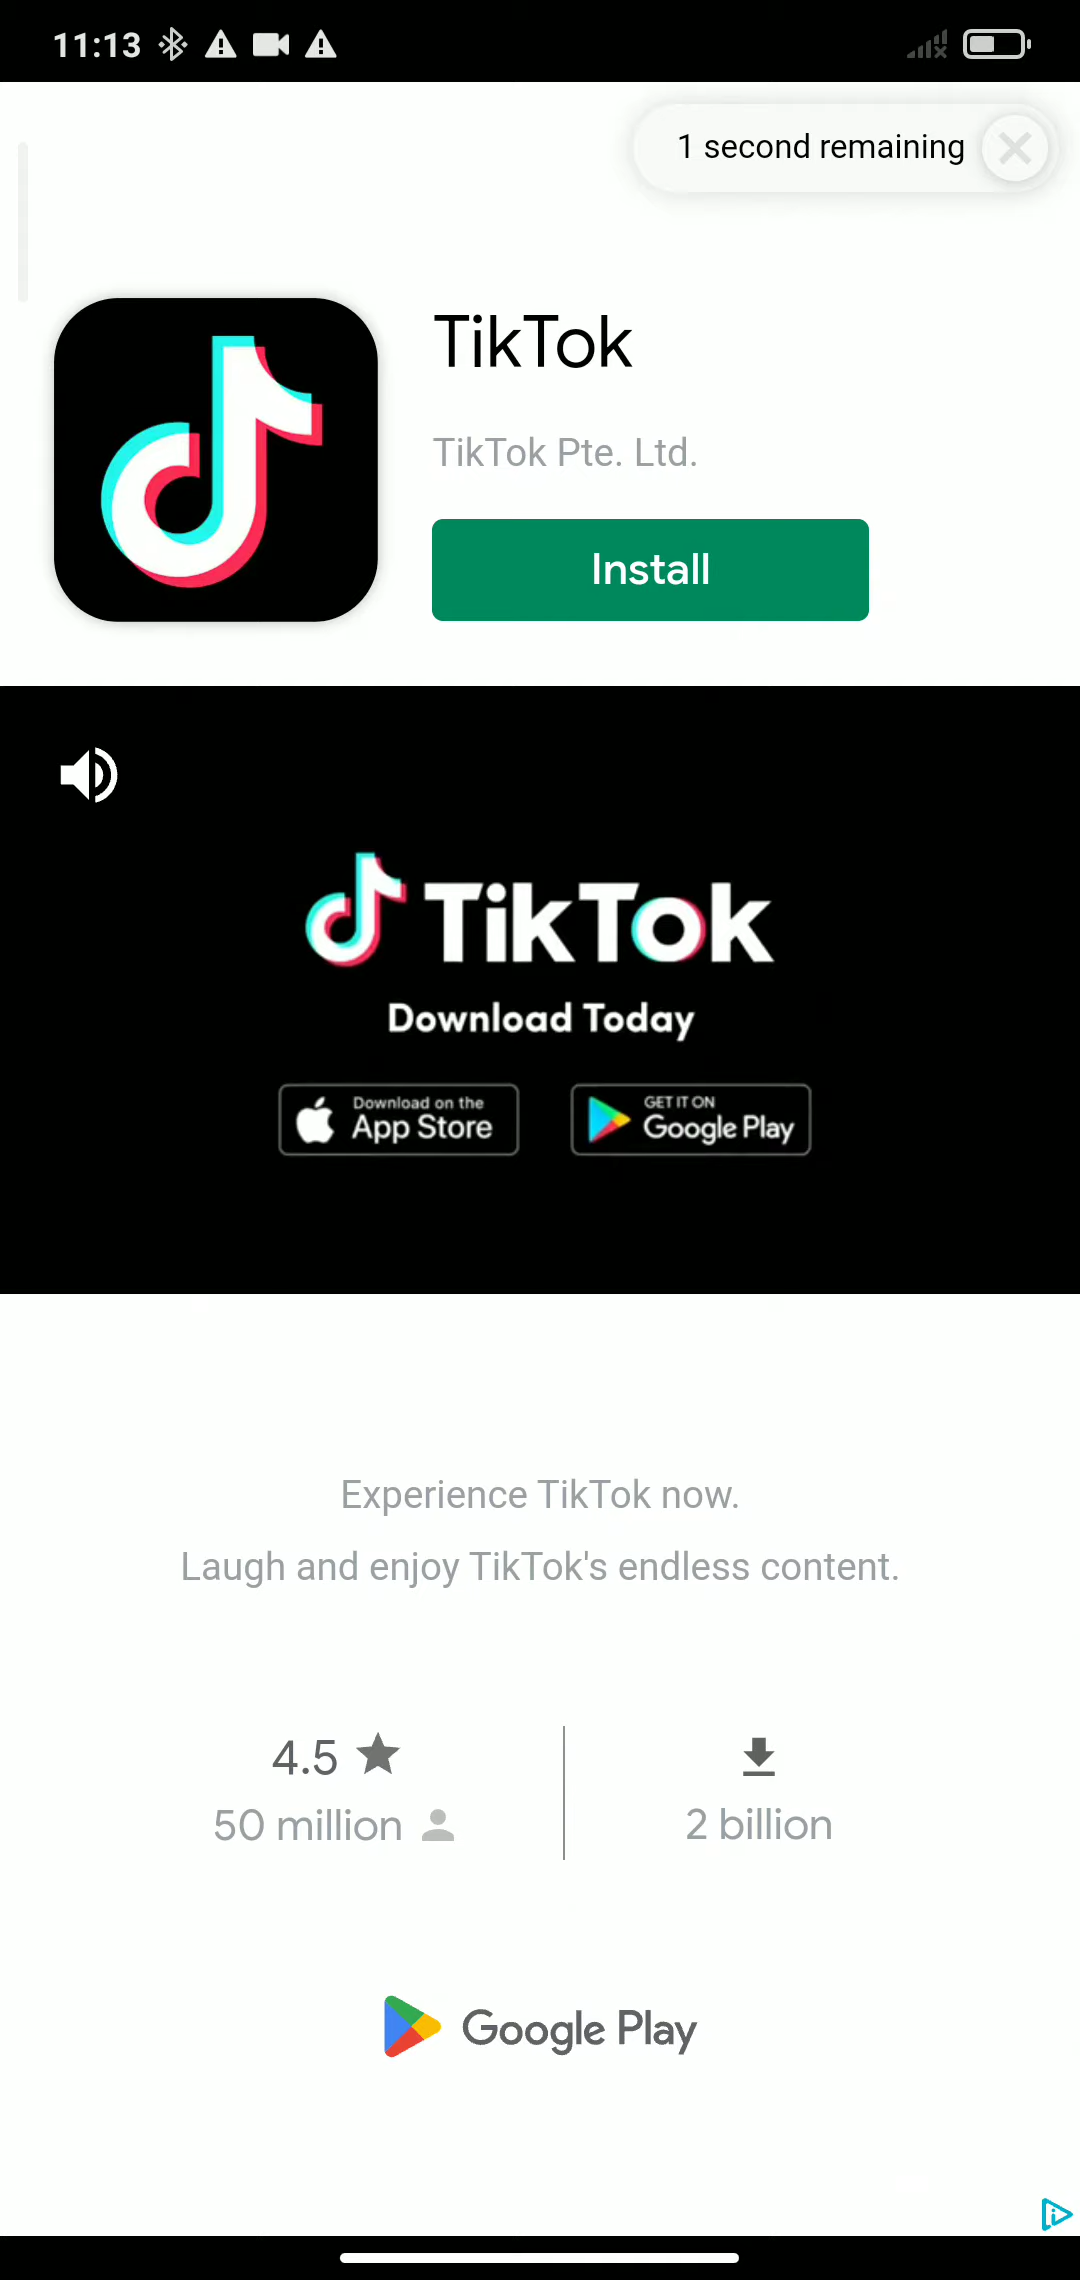 11:13
1 second remaining
TikTok
TikTok Pte. Ltd.
Install
TikTok
Download Today
Download on the
App Store
GET IT ON
Google Play
Experience TikTok now.
Laugh and enjoy TikTok's endless content.
4.5
50 million
2 billion
Google Play